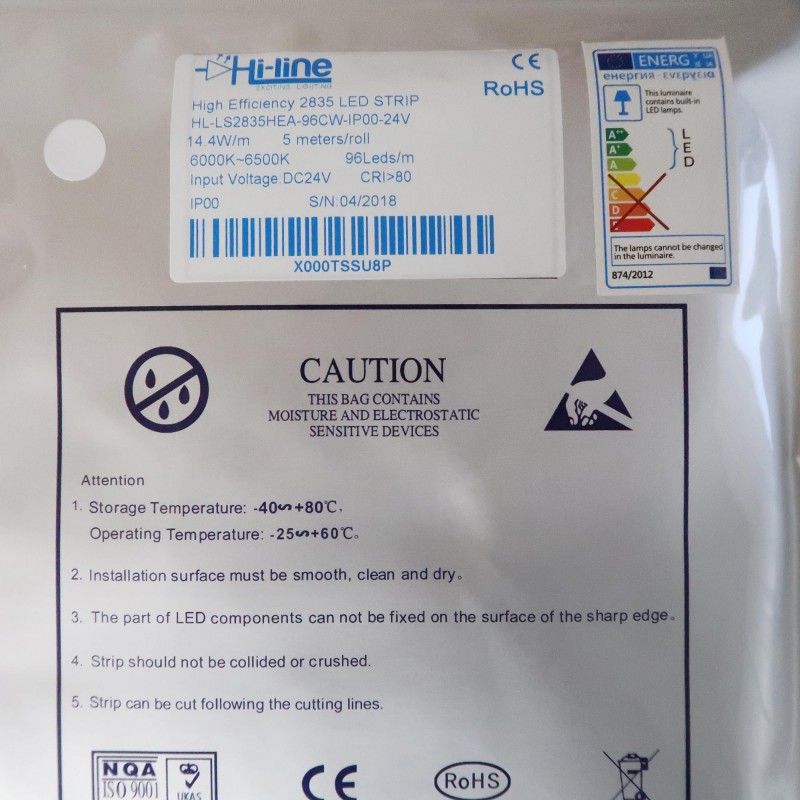 Hi-line
EXCITING LIGHTING
CE
RoHS
High Efficiency 2835 LED STRIP
HL-LS2835HEA-96CW-IP00-24V
14.4W/m 5 meters/roll
6000K~6500K 96Leds/m
Input Voltage:DC24V CRI>80
IP00 S/N:04/2018
X000TSSU8P
ENERG
енергия · ενεργεια
This luminaire
contains built-in
LED lamps.
A++
A+
A
B
C
D
E
LED
The lamps cannot be changed
in the luminaire.
874/2012
CAUTION
THIS BAG CONTAINS
MOISTURE AND ELECTROSTATIC
SENSITIVE DEVICES
Attention
1. Storage Temperature: -40∽+80℃,
Operating Temperature: -25∽+60℃。
2. Installation surface must be smooth, clean and dry。
3. The part of LED components can not be fixed on the surface of the sharp edge。
4. Strip should not be collided or crushed.
5. Strip can be cut following the cutting lines.
NQA
ISO 9001
UKAS
CE
RoHS